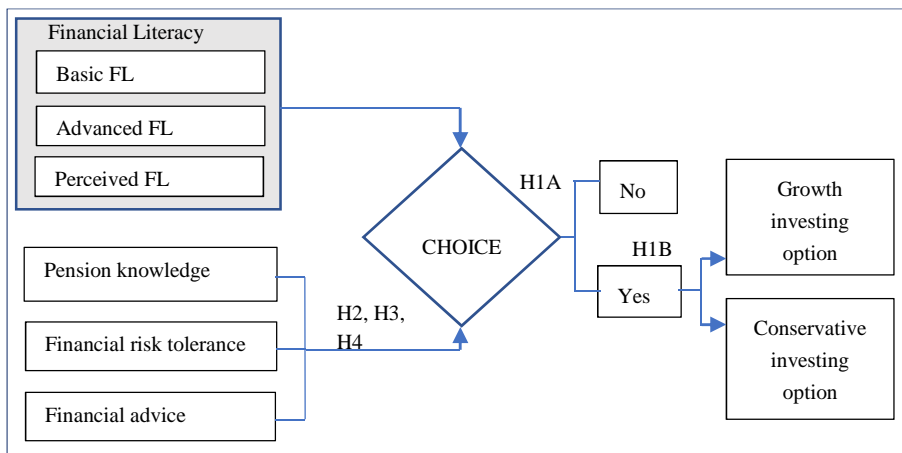 Financial Literacy
Basic FL
Advanced FL
Perceived FL
Pension knowledge
Financial risk tolerance
Financial advice
H2, H3,
H4
CHOICE
H1A
No
H1B
Yes
Growth
investing
option
Conservative
investing
option